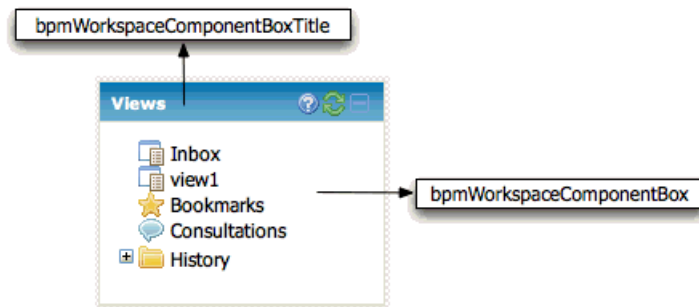 bpmWorkspaceComponentBoxTitle
Views
Inbox
view1
Bookmarks
bpmWorkspaceComponentBox
Consultations
History